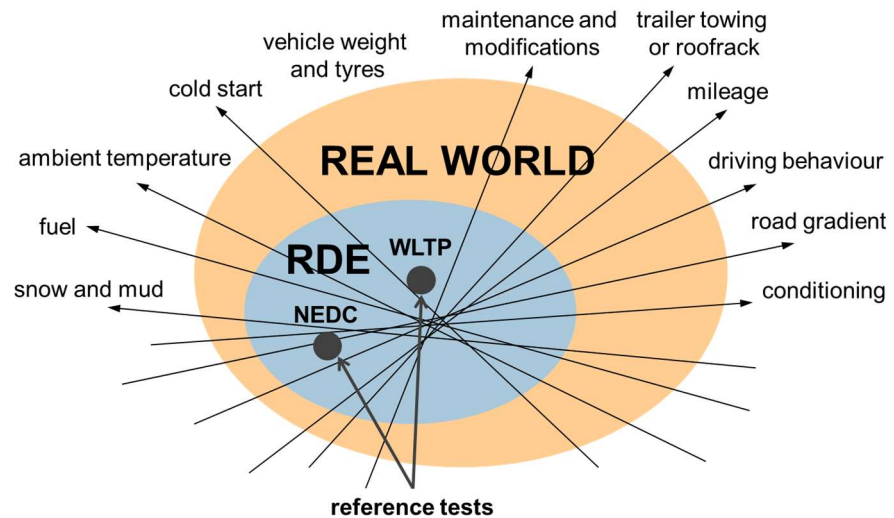 maintenance and
modifications
trailer towing
or roofrack
vehicle weight
and tyres
cold start
mileage
ambient temperature
REAL WORLD
driving behaviour
fuel
road gradient
RDE
WLTP
snow and mud
NEDC
conditioning
reference tests